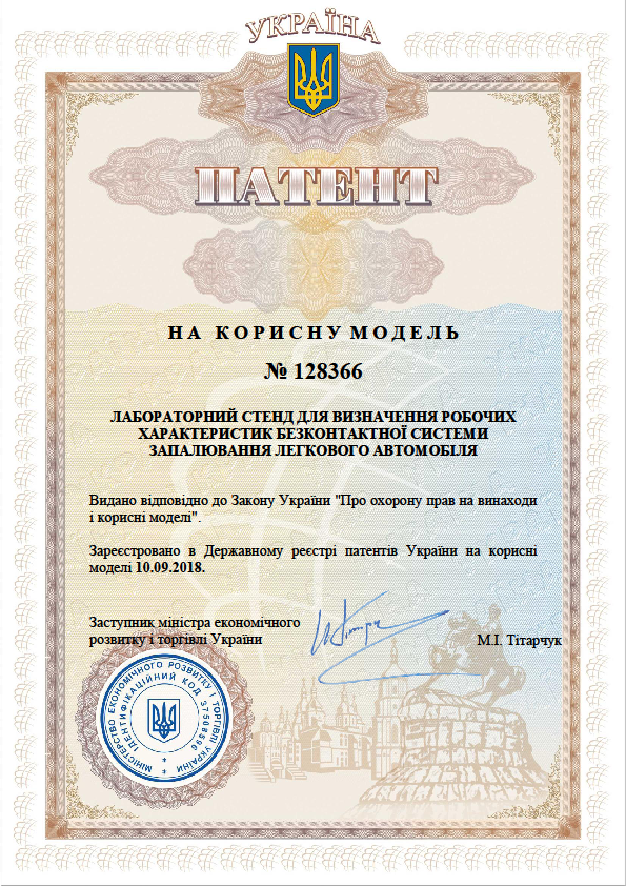 УКРАЇНА
ПАТЕНТ
НА КОРИСНУ МОДЕЛЬ
№ 128366
ЛАБОРАТОРНИЙ СТЕНД ДЛЯ ВИЗНАЧЕННЯ РОБОЧИХ
ХАРАКТЕРИСТИК БЕЗКОНТАКТНОЇ СИСТЕМИ
ЗАПАЛЮВАННЯ ЛЕГКОВОГО АВТОМОБІЛЯ
Видано відповідно до Закону України "Про охорону прав на винаходи
і корисні моделі".
Зареєстровано в Державному реєстрі патентів України на корисні
моделі 10.09.2018.
Заступник міністра економічного
розвитку і торгівлі України
М.І. Тітарчук
МІНІСТЕРСТВО ЕКОНОМІЧНОГО РОЗВИТКУ І ТОРГІВЛІ УКРАЇНИ
ІДЕНТИФІКАЦІЙНИЙ КОД 37508596